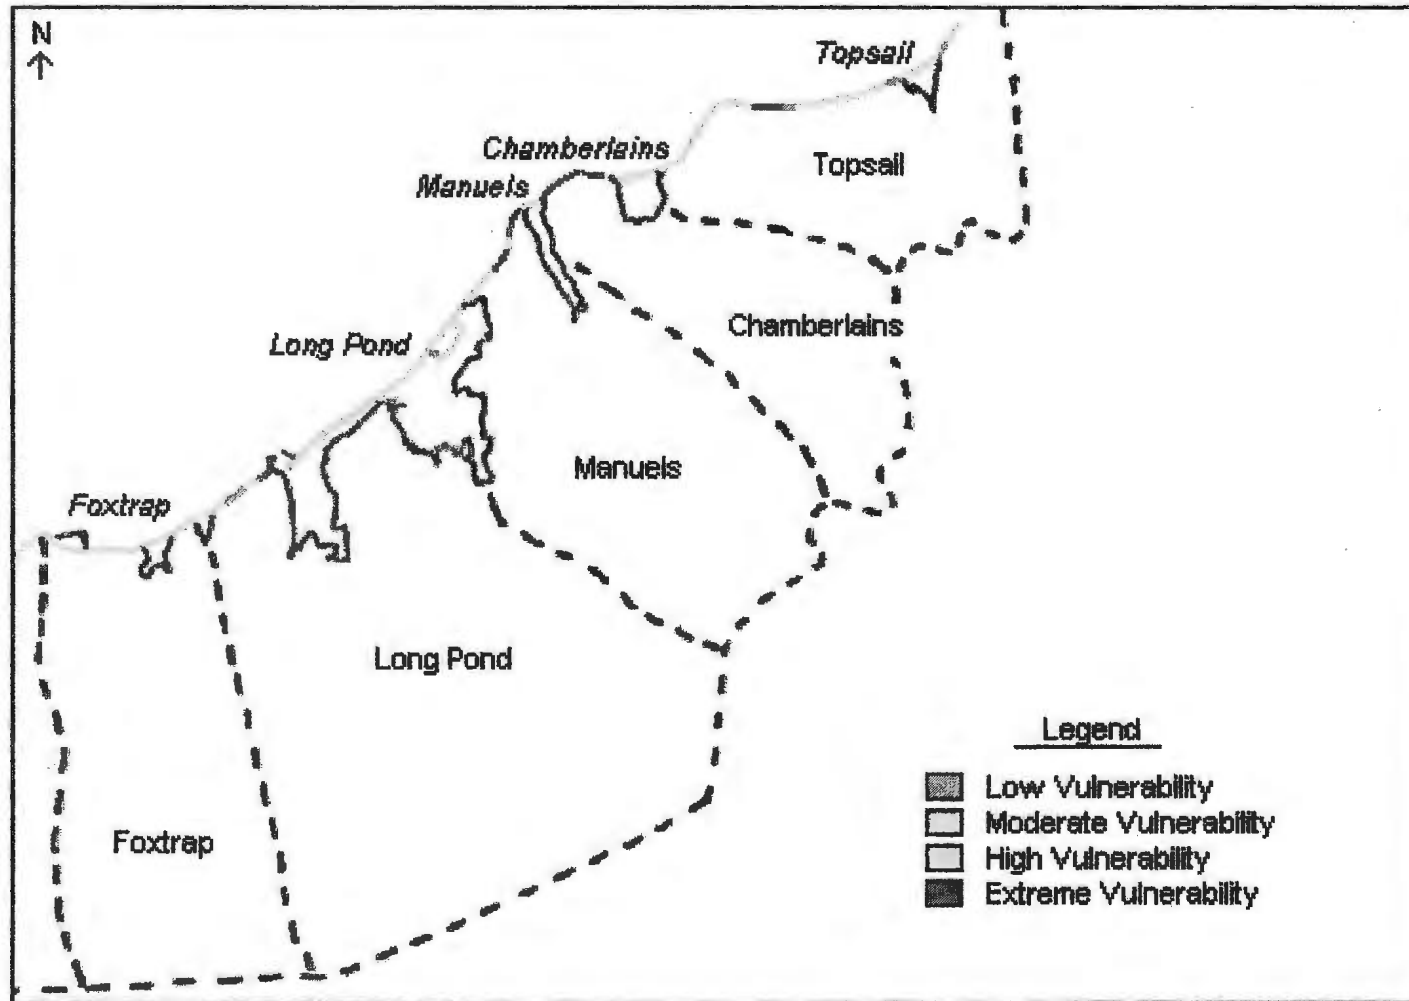 N
Topsail
Chamberlains
Topsail
Manuels
Chamberlains
Long Pond
Manuels
Foxtrap
Long Pond
Legend
Low Vulnerability
Moderate Vulnerability
Foxtrap
High Vulnerability
Extreme Vulnerability